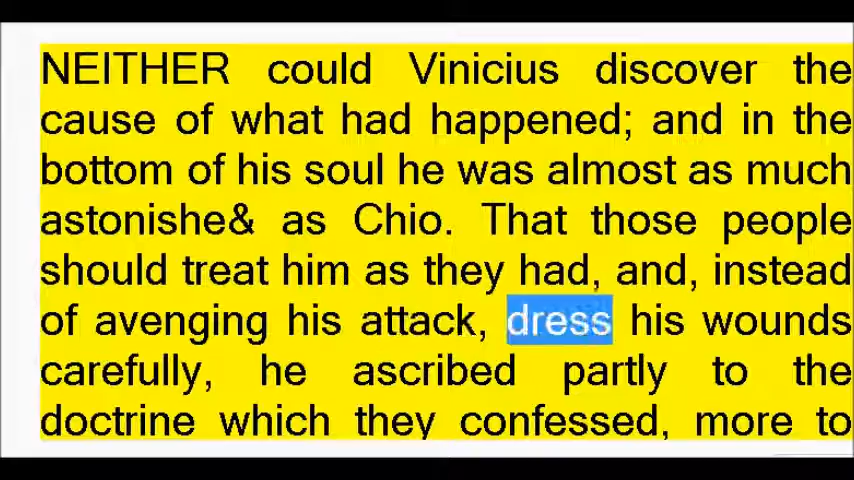 NEITHER could Vinicius discover the
cause of what had happened; and in the
bottom of his soul he was almost as much
astonishe& as Chio. That those people
should treat him as they had, and, instead
of avenging his attack, dress his wounds
carefully, he ascribed partly to the
doctrine which they confessed, more to